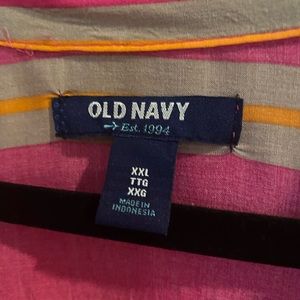 OLD NAVY
Est. 1994
XXL
TTG
XXG
MADE IN
INDONESIA